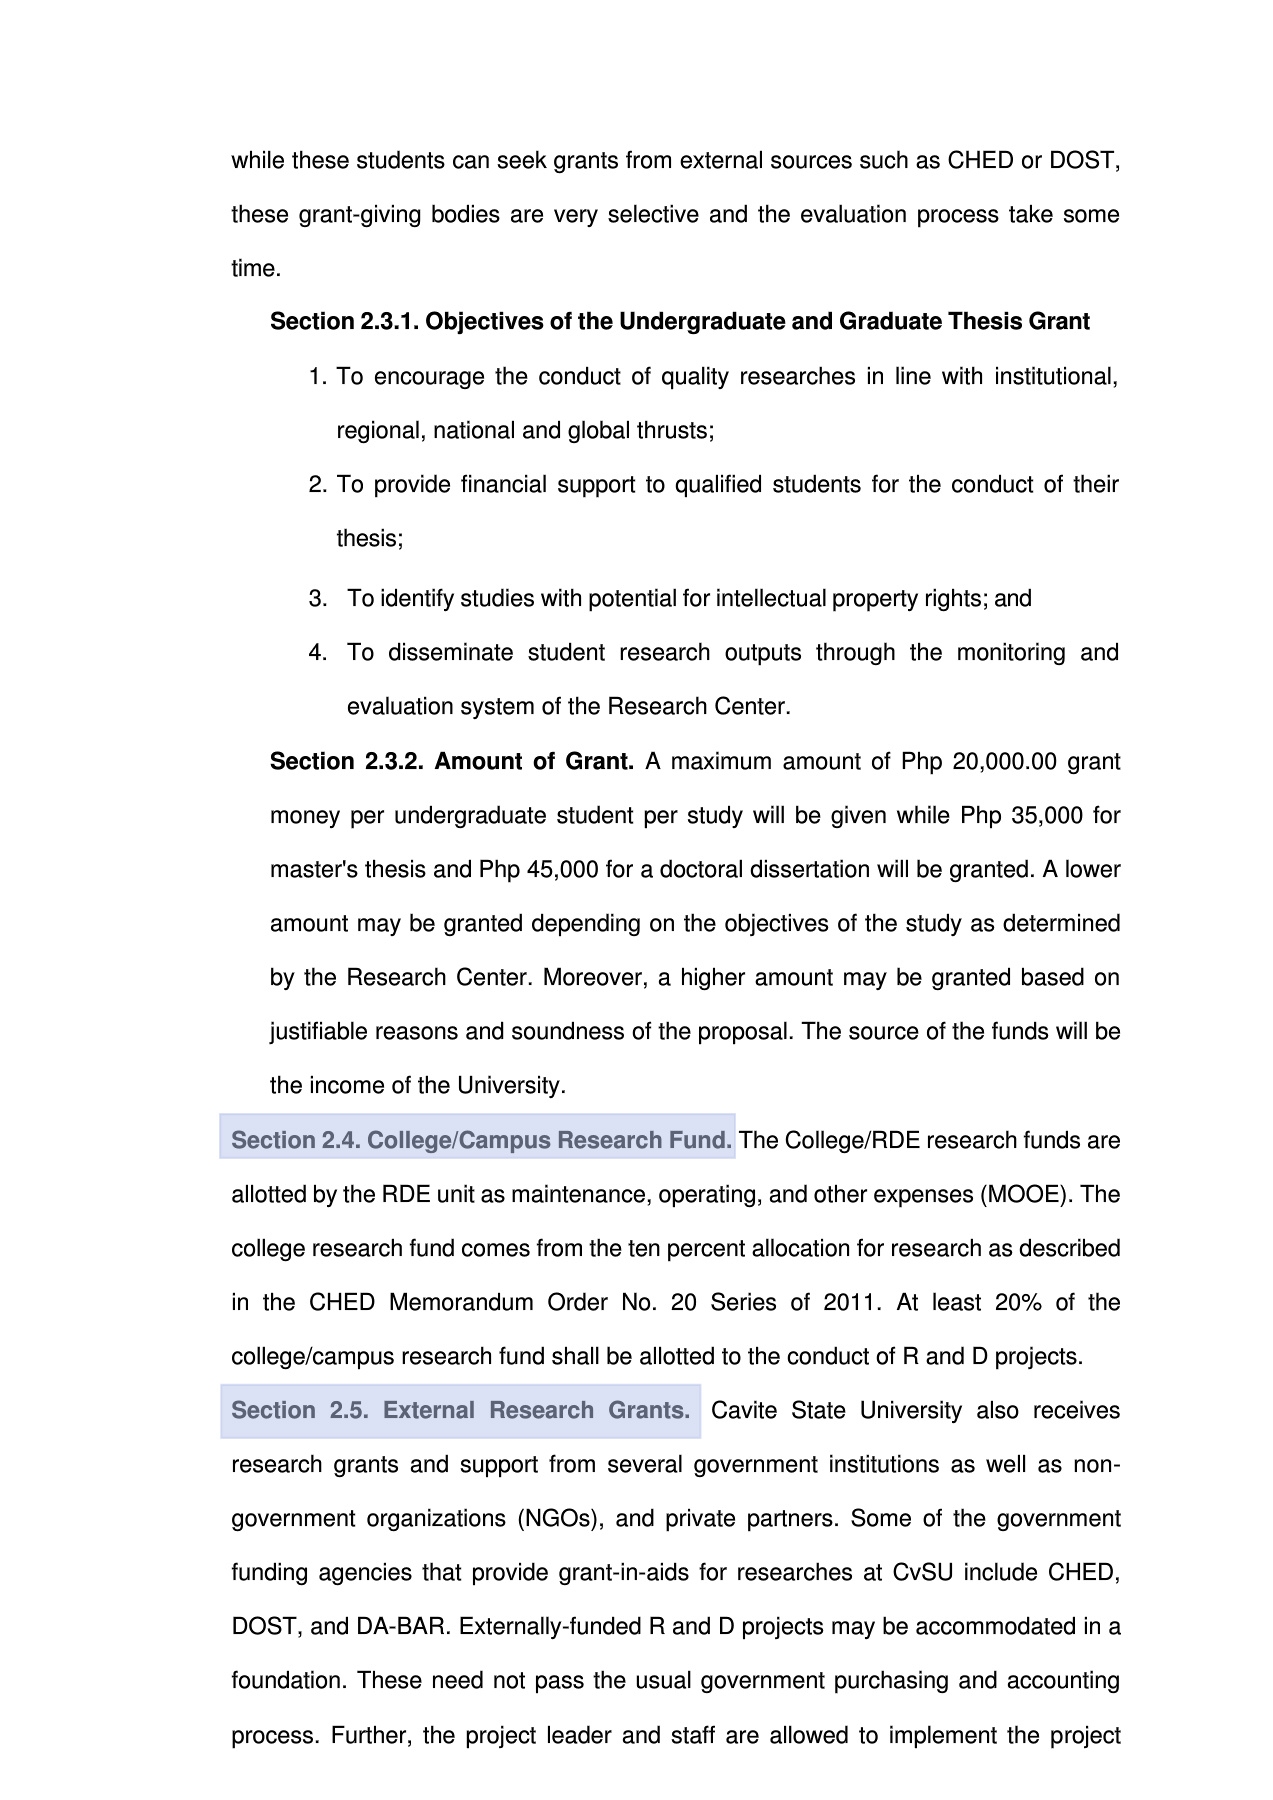 while these students can seek grants from external sources such as CHED or DOST,
these grant-giving bodies are very selective and the evaluation process take some
time.
Section 2.3.1. Objectives of the Undergraduate and Graduate Thesis Grant
1. To encourage the conduct of quality researches in line with institutional,
regional, national and global thrusts;
2. To provide financial support to qualified students for the conduct of their
thesis;
3. To identify studies with potential for intellectual property rights; and
4. To disseminate student research outputs through the monitoring and
evaluation system of the Research Center.
Section 2.3.2. Amount of Grant. A maximum amount of Php 20,000.00 grant
money per undergraduate student per study will be given while Php 35,000 for
master's thesis and Php 45,000 for a doctoral dissertation will be granted. A lower
amount may be granted depending on the objectives of the study as determined
by the Research Center. Moreover, a higher amount may be granted based on
justifiable reasons and soundness of the proposal. The source of the funds will be
the income of the University.
Section 2.4. College/Campus Research Fund. The College/RDE research funds are
allotted by the RDE unit as maintenance, operating, and other expenses (MOOE). The
college research fund comes from the ten percent allocation for research as described
in the CHED Memorandum Order No. 20 Series of 2011. At least 20% of the
college/campus research fund shall be allotted to the conduct of R and D projects.
Section 2.5. External Research Grants. Cavite State University also receives
research grants and support from several government institutions as well as non-
government organizations (NGOs), and private partners. Some of the government
funding agencies that provide grant-in-aids for researches at CvSU include CHED,
DOST, and DA-BAR. Externally-funded R and D projects may be accommodated in a
foundation. These need not pass the usual government purchasing and accounting
process. Further, the project leader and staff are allowed to implement the project